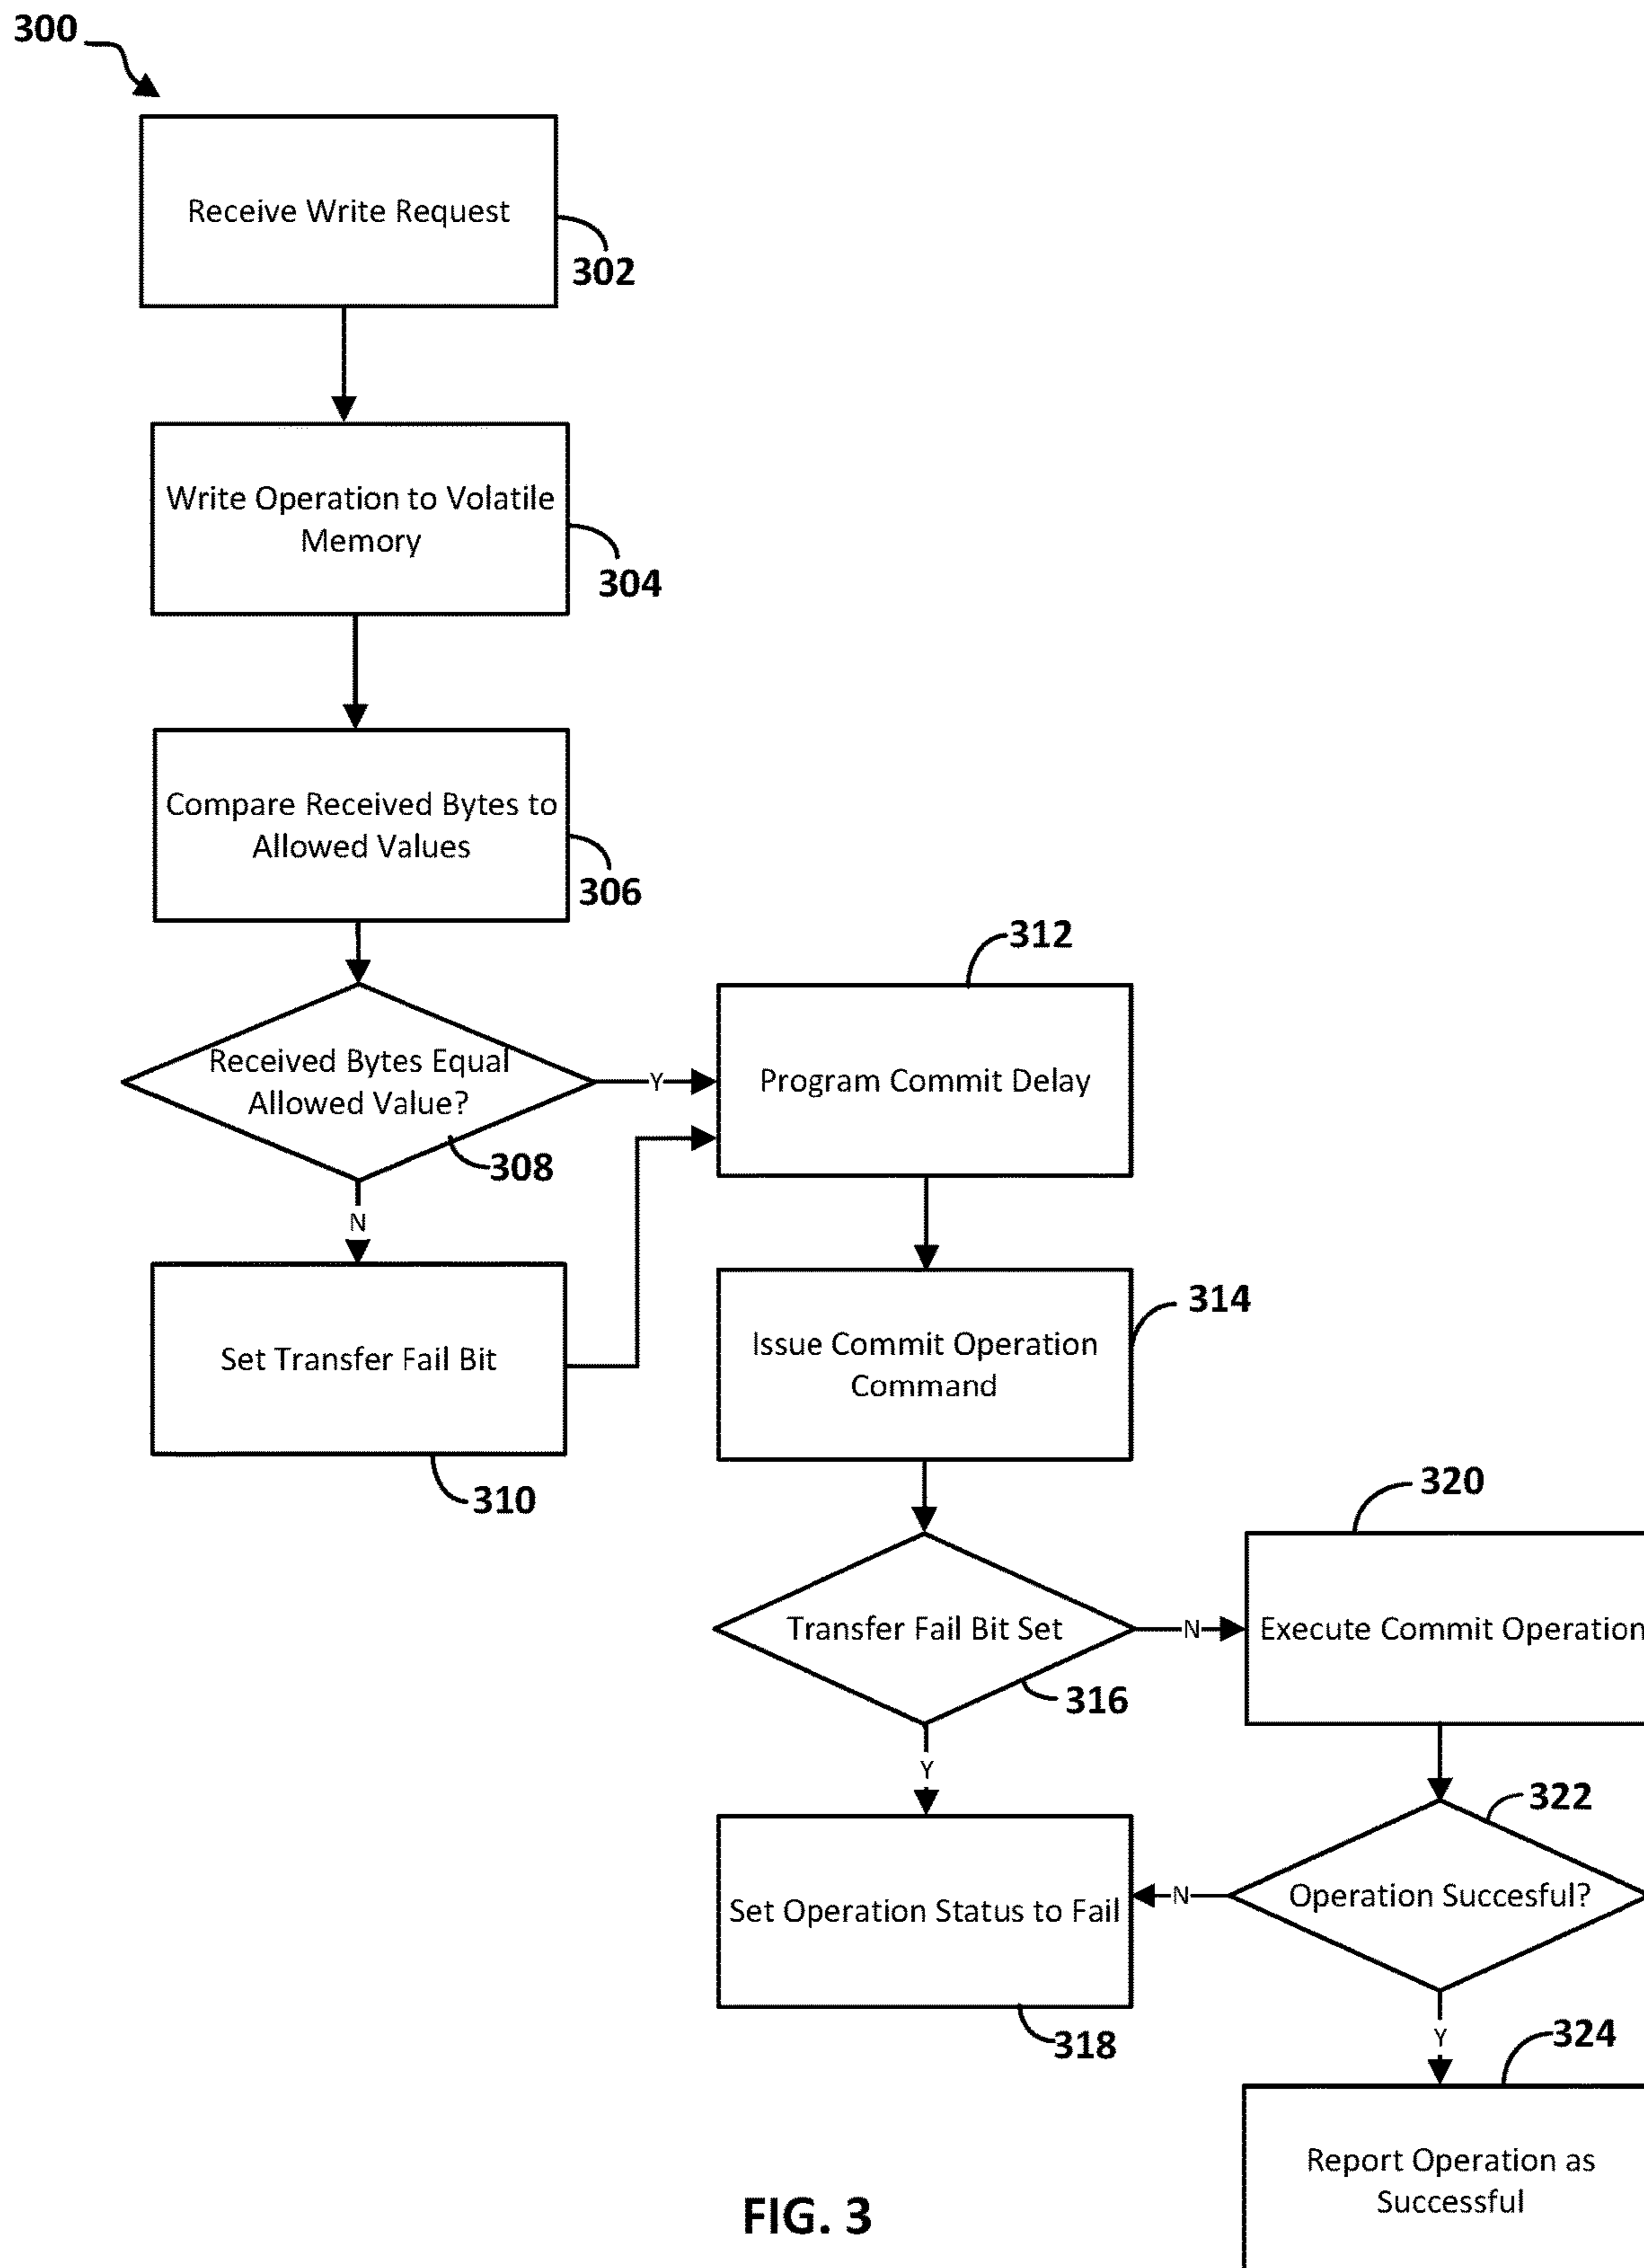 300
Receive Write Request
302
Write Operation to Volatile
Memory
304
Compare Received Bytes to
Allowed Values
306
312
Received Bytes Equal
Allowed Value?
Y
Program Commit Delay
308
N
Set Transfer Fail Bit
310
314
Issue Commit Operation
Command
320
Transfer Fail Bit Set
N
Execute Commit Operation
316
Y
322
Set Operation Status to Fail
N
Operation Succesful?
318
Y
324
Report Operation as
Successful
FIG. 3